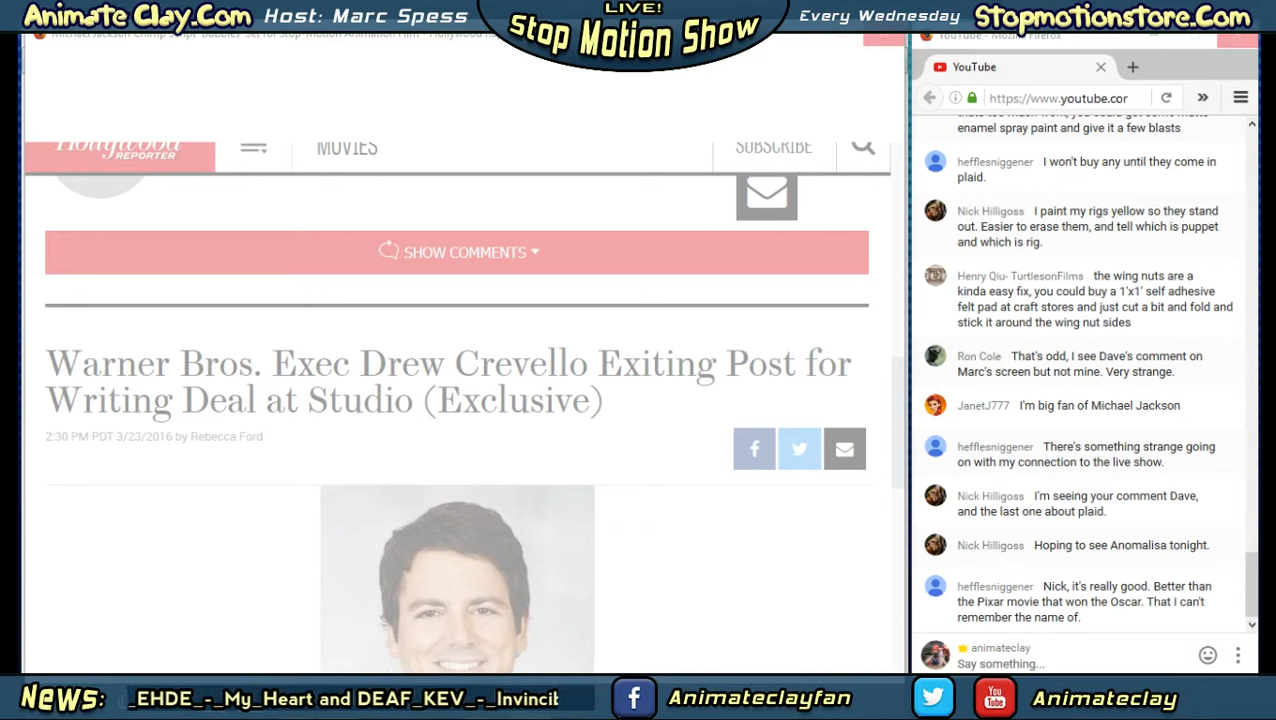 Animate Clay.Com
Host: Marc Spess
LIVE!
Stop Motion Show
Every Wednesday
Stopmotionstore.Com
YouTube - Mozilla Firefox
YouTube
https://www.youtube.cor
Hollywood
REPORTER
MOVIES
SUBSCRIBE
SHOW COMMENTS
Warner Bros. Exec Drew Crevello Exiting Post for
Writing Deal at Studio (Exclusive)
2:30 PM PDT 3/23/2016 by Rebecca Ford
enamel spray paint and give it a few blasts
hefflesniggener I won't buy any until they come in
plaid.
Nick Hilligoss I paint my rigs yellow so they stand
out. Easier to erase them, and tell which is puppet
and which is rig.
Henry Qiu- TurtlesonFilms the wing nuts are a
kinda easy fix, you could buy a 1'x1' self adhesive
felt pad at craft stores and just cut a bit and fold and
stick it around the wing nut sides
Ron Cole That's odd, I see Dave's comment on
Marc's screen but not mine. Very strange.
JanetJ777 I'm big fan of Michael Jackson
hefflesniggener There's something strange going
on with my connection to the live show.
Nick Hilligoss I'm seeing your comment Dave,
and the last one about plaid.
Nick Hilligoss Hoping to see Anomalisa tonight.
hefflesniggener Nick, it's really good. Better than
the Pixar movie that won the Oscar. That I can't
remember the name of.
animateclay
Say something...
News:
_EHDE_-_My_Heart and DEAF_KEV_-_Invincib
Animateclayfan
Animateclay